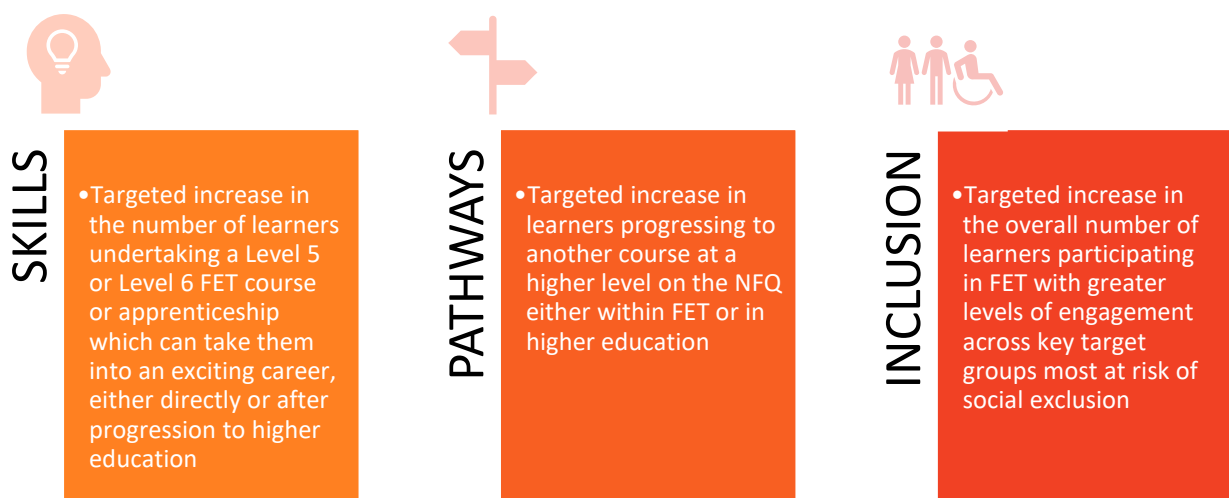 SKILLS
•Targeted increase in
the number of learners
undertaking a Level 5
or Level 6 FET course
or apprenticeship
which can take them
into an exciting career,
either directly or after
progression to higher
education
PATHWAYS
•Targeted increase in
learners progressing to
another course at a
higher level on the NFQ
either within FET or in
higher education
INCLUSION
•Targeted increase in
the overall number of
learners participating
in FET with greater
levels of engagement
across key target
groups most at risk of
social exclusion